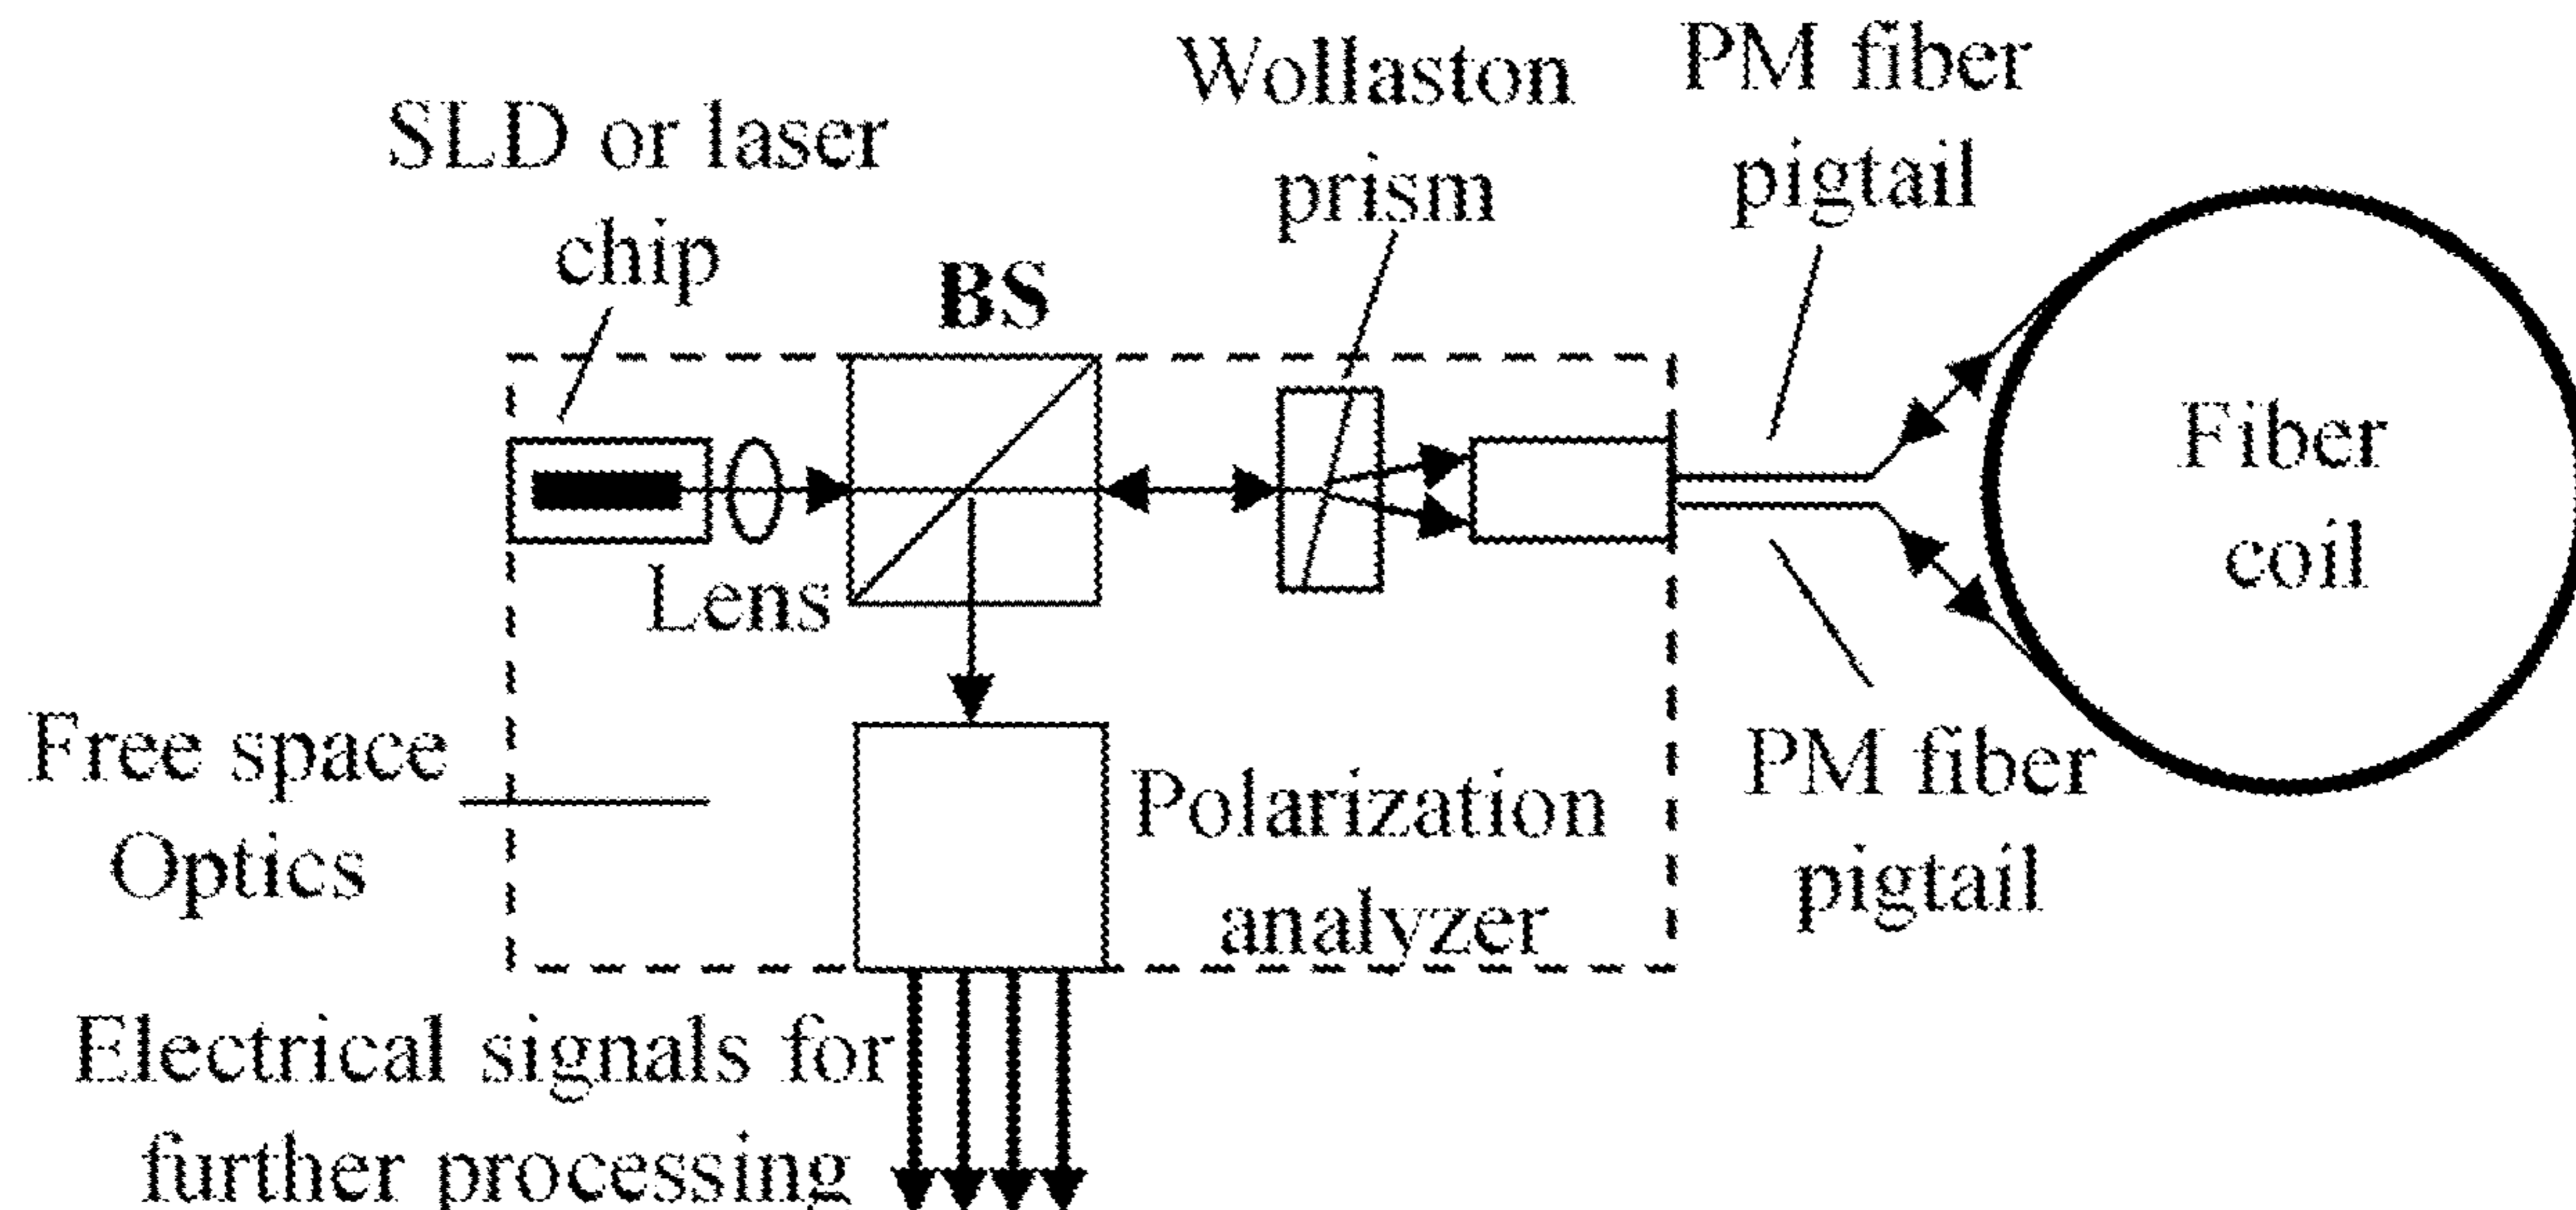 SLD or laser
chip
BS
Wollaston
prism
PM fiber
pigtail
Lens
Fiber
coil
Free space
Optics
Polarization
analyzer
PM fiber
pigtail
Electrical signals for
further processing